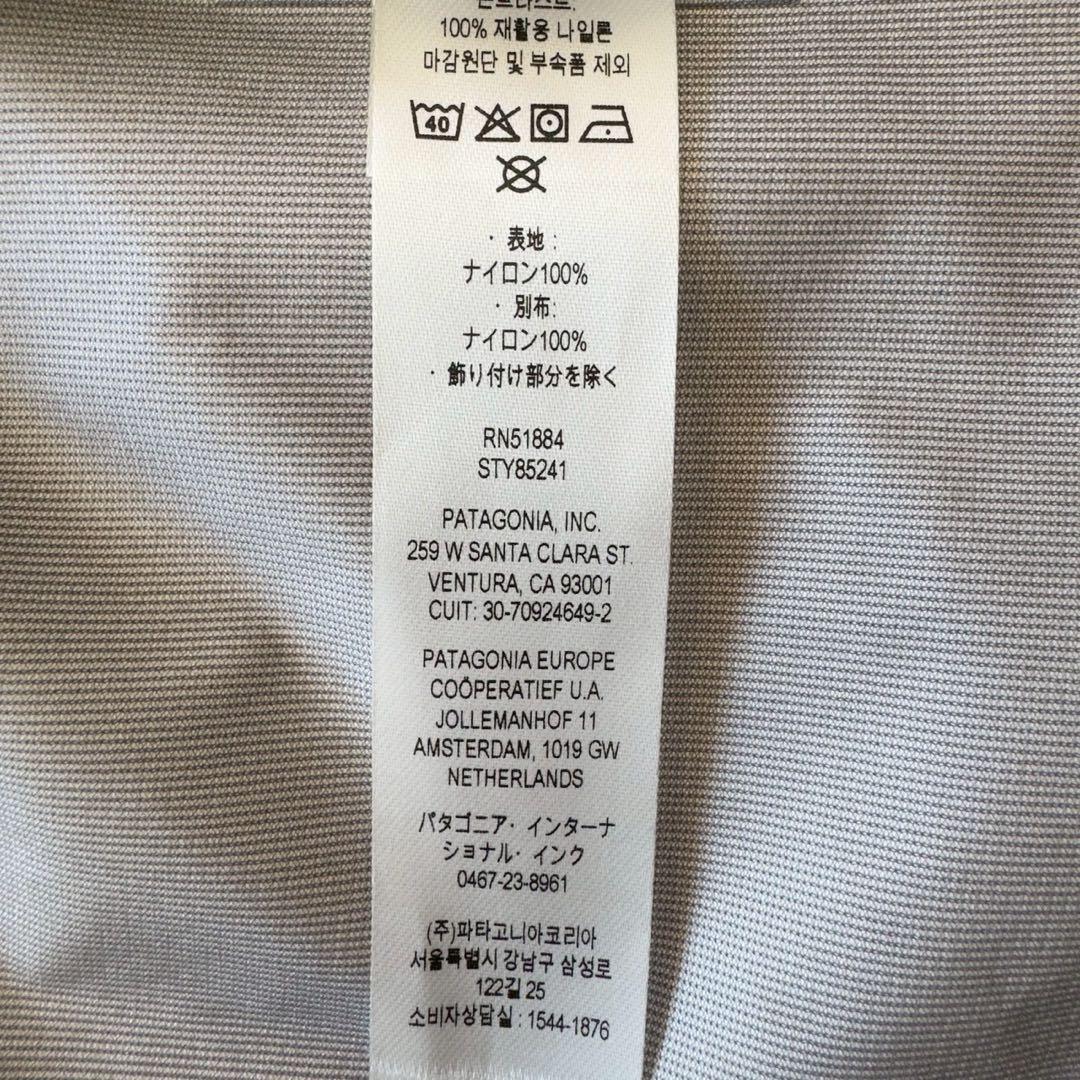 콘트라스트:
100% 재활용 나일론
마감원단 및 부속품 제외
40
· 表地 :
ナイロン100%
· 別布:
ナイロン100%
· 飾り付け部分を除く
RN51884
STY85241
PATAGONIA, INC.
259 W SANTA CLARA ST.
VENTURA, CA 93001
CUIT: 30-70924649-2
PATAGONIA EUROPE
COÖPERATIEF U.A.
JOLLEMANHOF 11
AMSTERDAM, 1019 GW
NETHERLANDS
パタゴニア· インターナ
ショナル· インク
0467-23-8961
(주)파타고니아코리아
서울특별시 강남구 삼성로
122길 25
소비자상담실 : 1544-1876